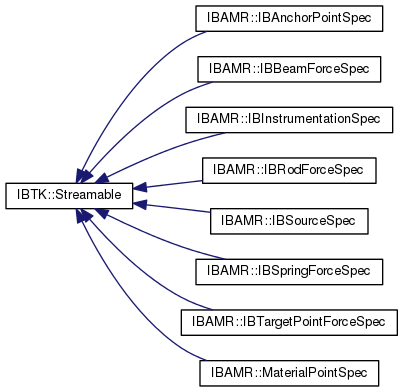 IBAMR::IBAnchorPointSpec
IBAMR::IBBeamForceSpec
IBAMR::IBInstrumentationSpec
IBAMR::IBRodForceSpec
IBTK::Streamable
IBAMR::IBSourceSpec
IBAMR::IBSpringForceSpec
IBAMR::IBTargetPointForceSpec
IBAMR::MaterialPointSpec